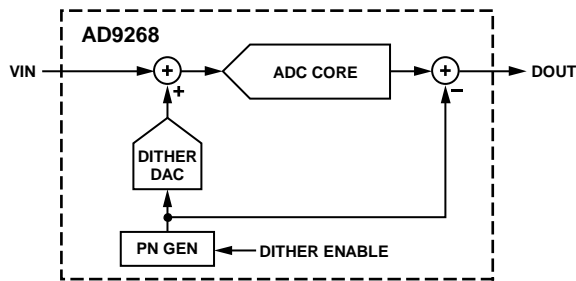 AD9268
VIN
+
+
ADC CORE
+
−
DOUT
DITHER
DAC
PN GEN
DITHER ENABLE